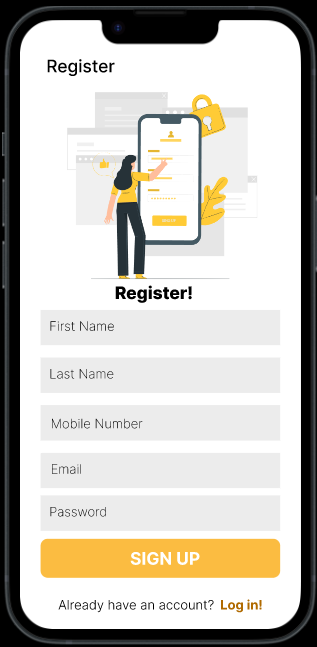 Register
Register!
First Name
Last Name
Mobile Number
Email
Password
SIGN UP
Already have an account? Log in!